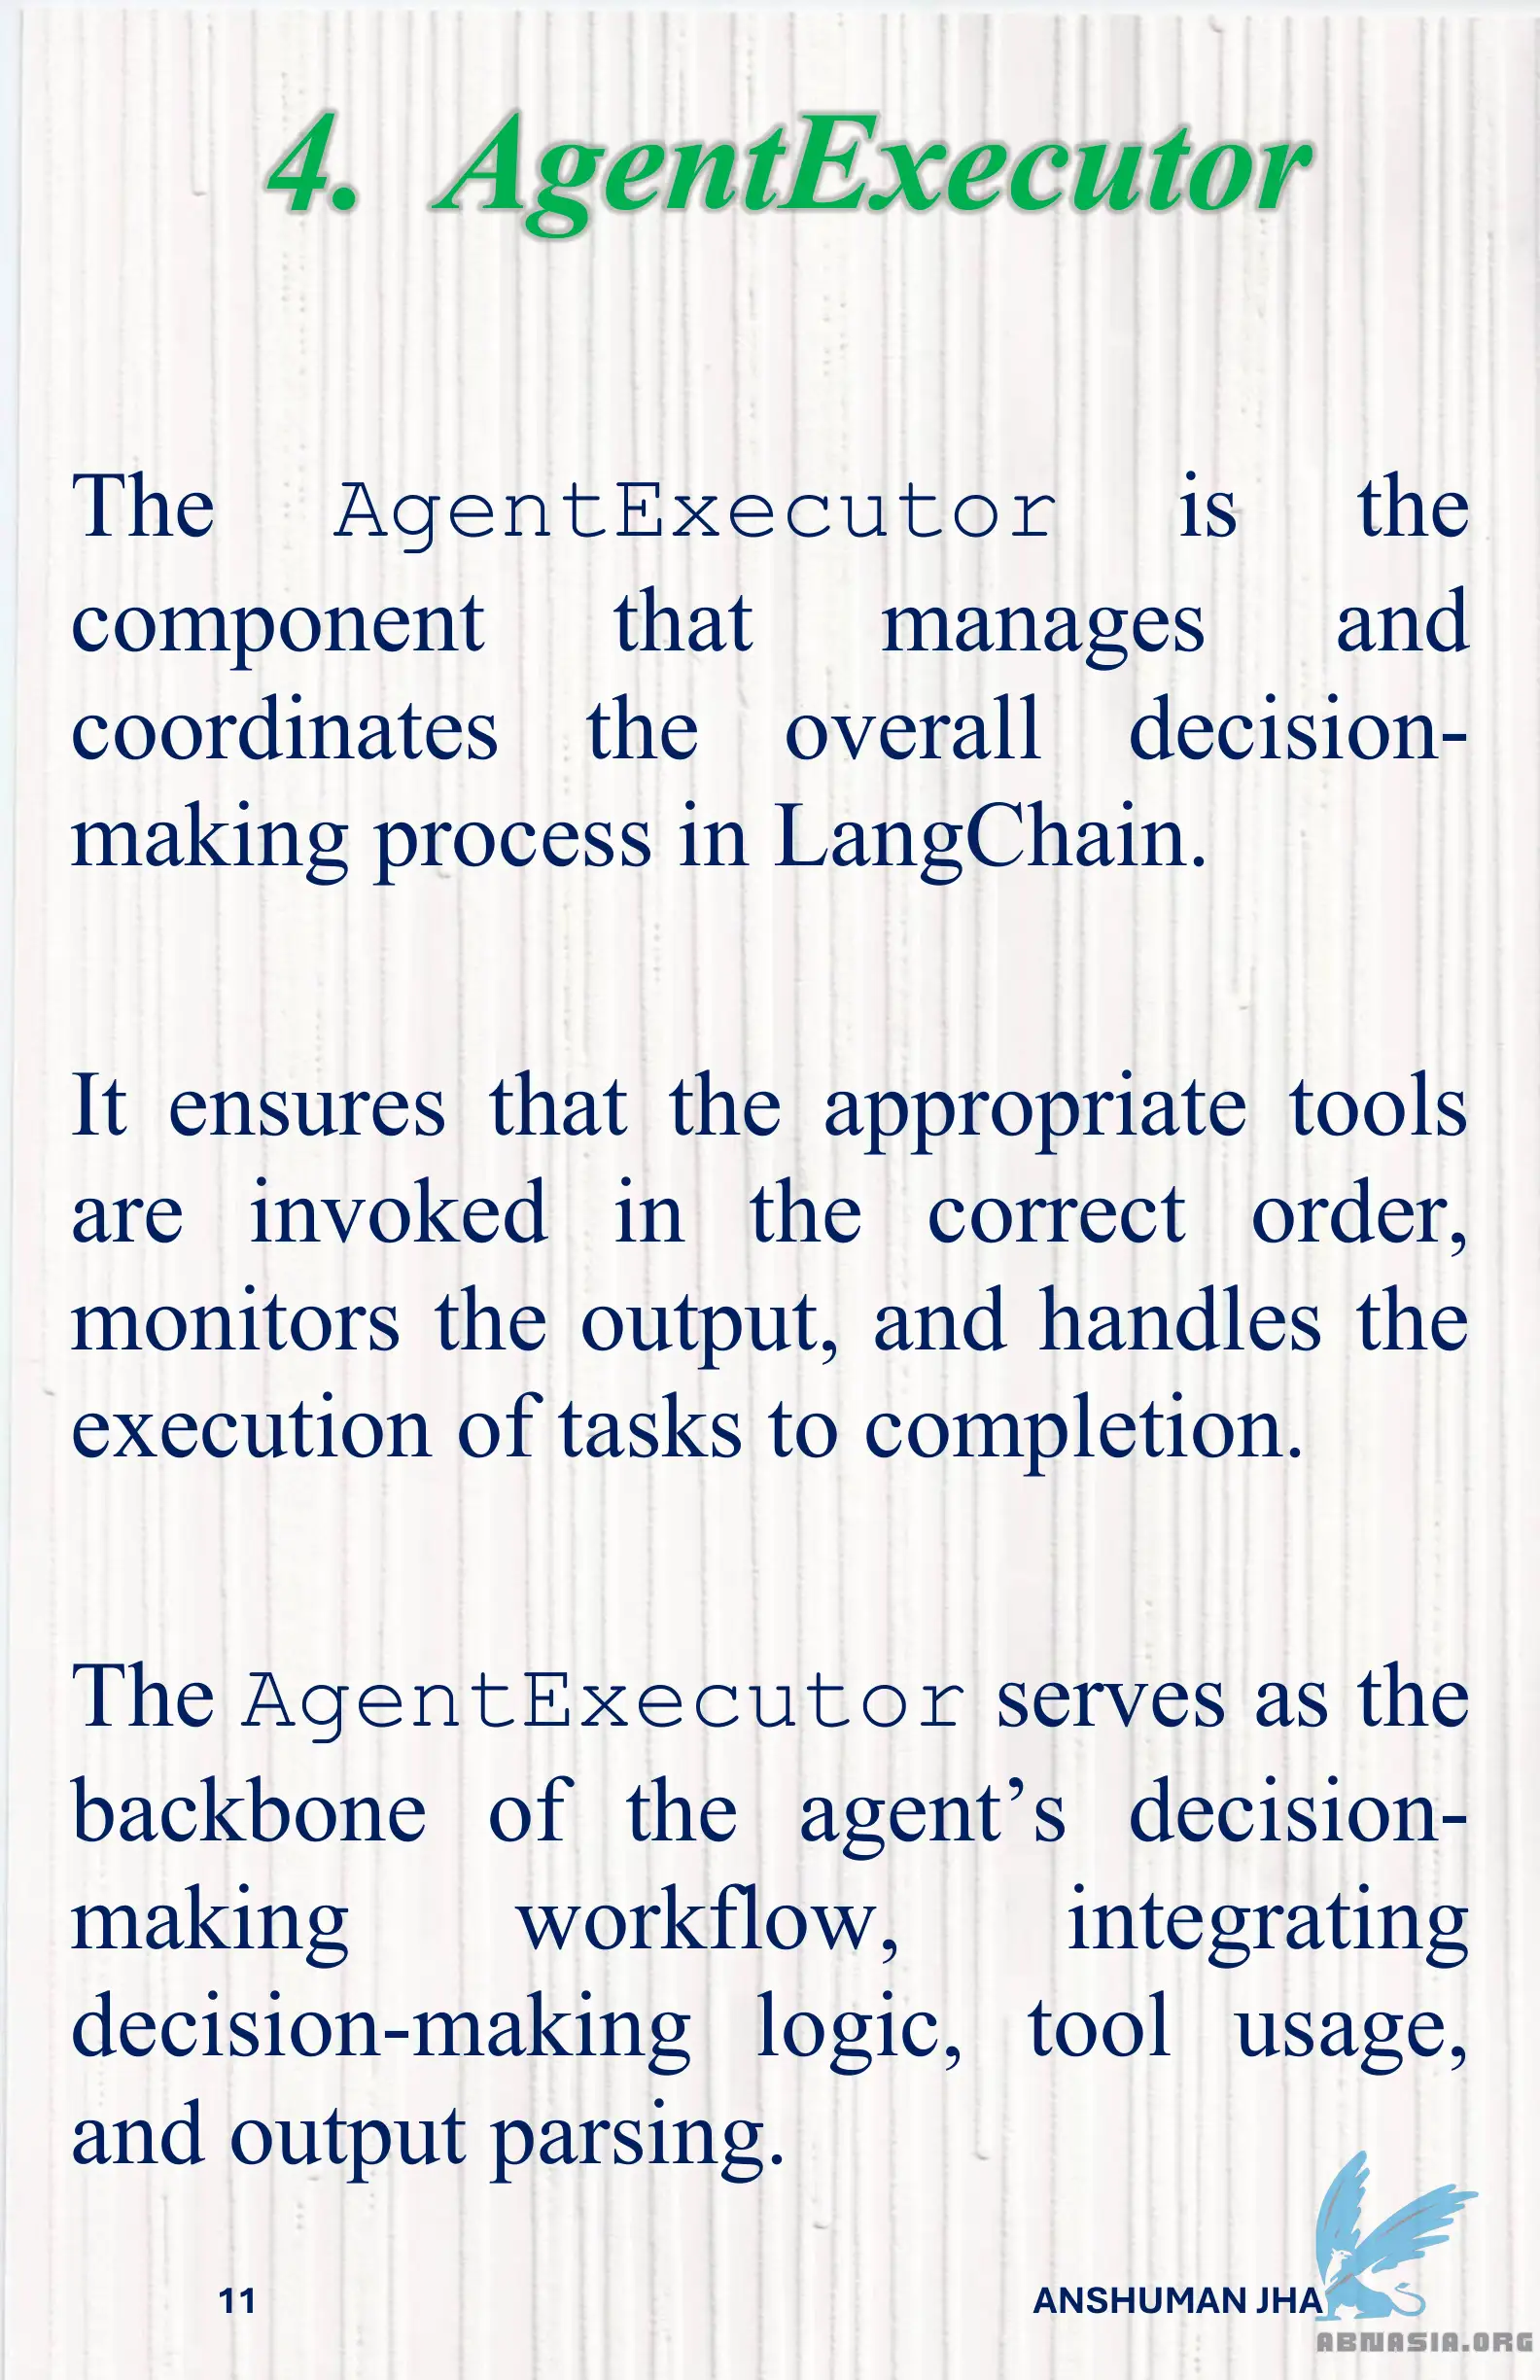 4. AgentExecutor
The AgentExecutor is the
component that manages and
coordinates the overall decision-
making process in LangChain.
It ensures that the appropriate tools
are invoked in the correct order,
monitors the output, and handles the
execution of tasks to completion.
The AgentExecutor serves as the
backbone of the agent’s decision-
making workflow, integrating
decision-making logic, tool usage,
and output parsing.
11 ANSHUMAN JHA
ABNASIA.ORG